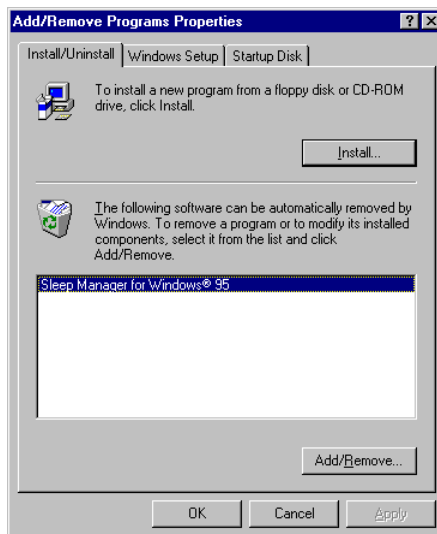 Add/Remove Programs Properties
Install/Uninstall
Windows Setup
Startup Disk
To install a new program from a floppy disk or CD-ROM
drive, click Install.
Install...
The following software can be automatically removed by
Windows. To remove a program or to modify its installed
components, select it from the list and click
Add/Remove.
Sleep Manager for Windows® 95
Add/Remove...
OK
Cancel
Apply